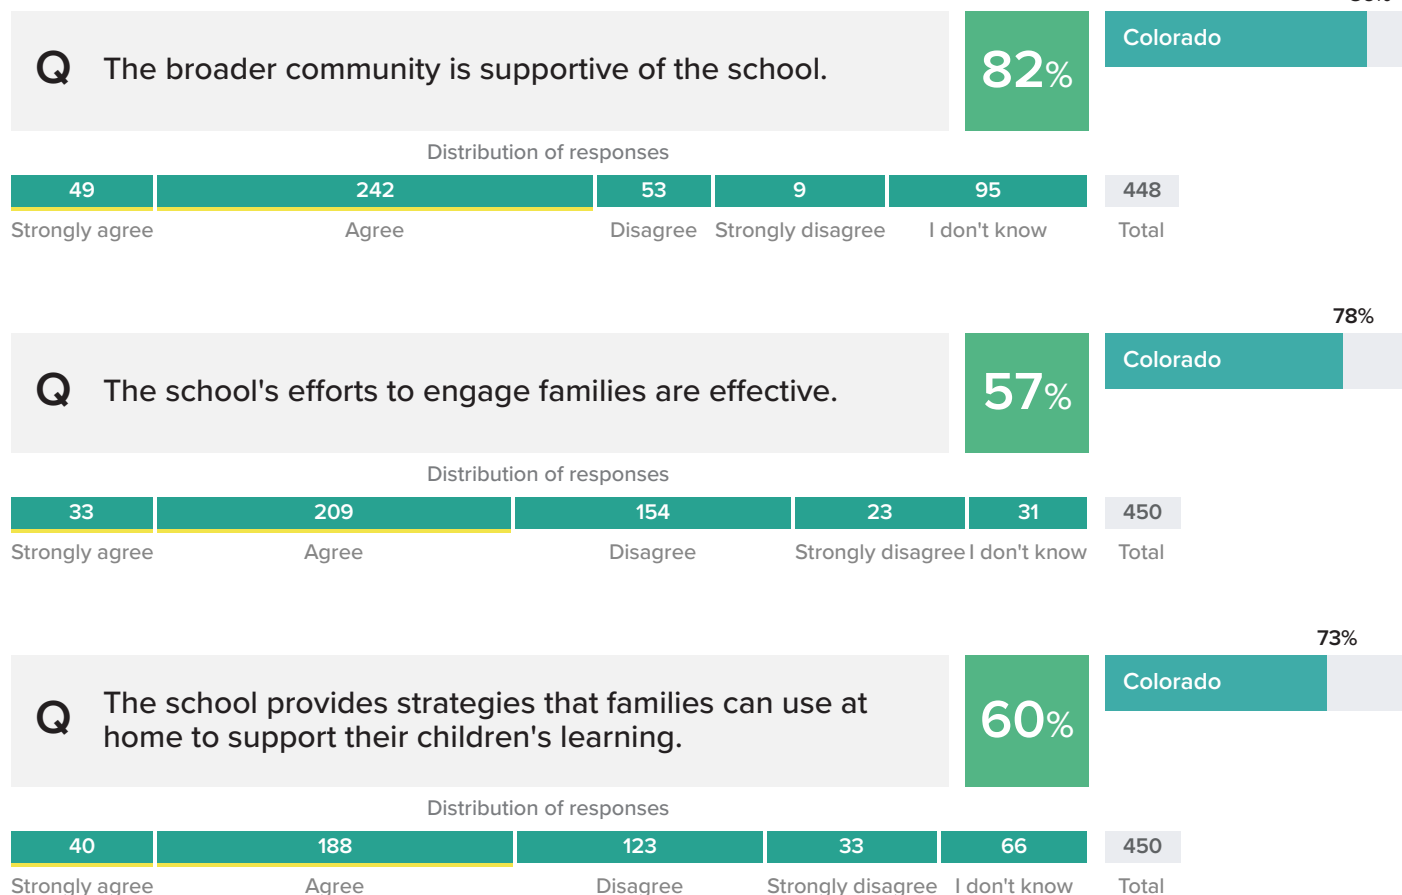 Q The broader community is supportive of the school. 82% Colorado
Distribution of responses
49 242 53 9 95 448
Strongly agree Agree Disagree Strongly disagree I don't know Total
78%
Q The school's efforts to engage families are effective. 57% Colorado
Distribution of responses
33 209 154 23 31 450
Strongly agree Agree Disagree Strongly disagree I don't know Total
73%
Q The school provides strategies that families can use at
home to support their children's learning. 60% Colorado
Distribution of responses
40 188 123 33 66 450
Strongly agree Agree Disagree Strongly disagree I don't know Total